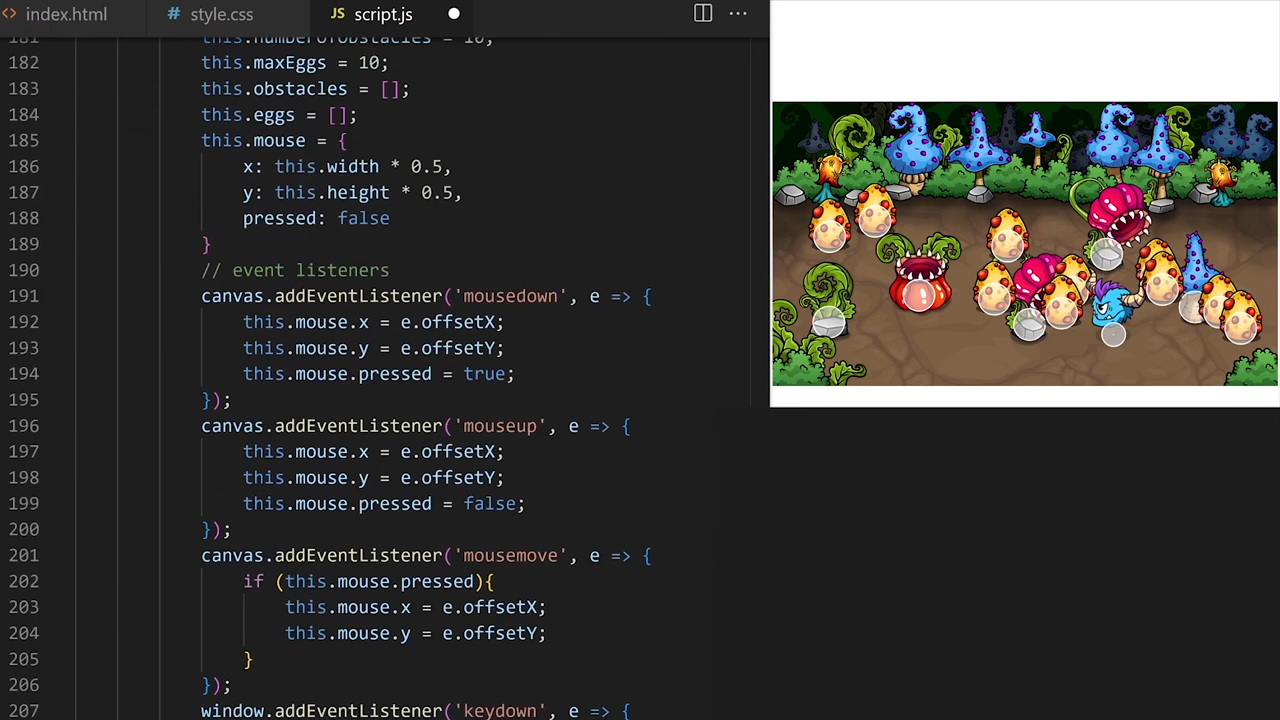 index.html # style.css JS script.js
181 this.numberOfObstacles = 10;
182 this.maxEggs = 10;
183 this.obstacles = [];
184 this.eggs = [];
185 this.mouse = {
186 x: this.width * 0.5,
187 y: this.height * 0.5,
188 pressed: false
189 }
190 // event listeners
191 canvas.addEventListener('mousedown', e => {
192 this.mouse.x = e.offsetX;
193 this.mouse.y = e.offsetY;
194 this.mouse.pressed = true;
195 });
196 canvas.addEventListener('mouseup', e => {
197 this.mouse.x = e.offsetX;
198 this.mouse.y = e.offsetY;
199 this.mouse.pressed = false;
200 });
201 canvas.addEventListener('mousemove', e => {
202 if (this.mouse.pressed){
203 this.mouse.x = e.offsetX;
204 this.mouse.y = e.offsetY;
205 }
206 });
207 window.addEventListener('keydown', e => {